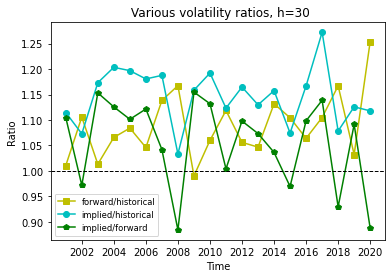 Various volatility ratios, h=30
Ratio
1.25
1.20
1.15
1.10
1.05
1.00
0.95
0.90
forward/historical
implied/historical
implied/forward
2002 2004 2006 2008 2010 2012 2014 2016 2018 2020
Time